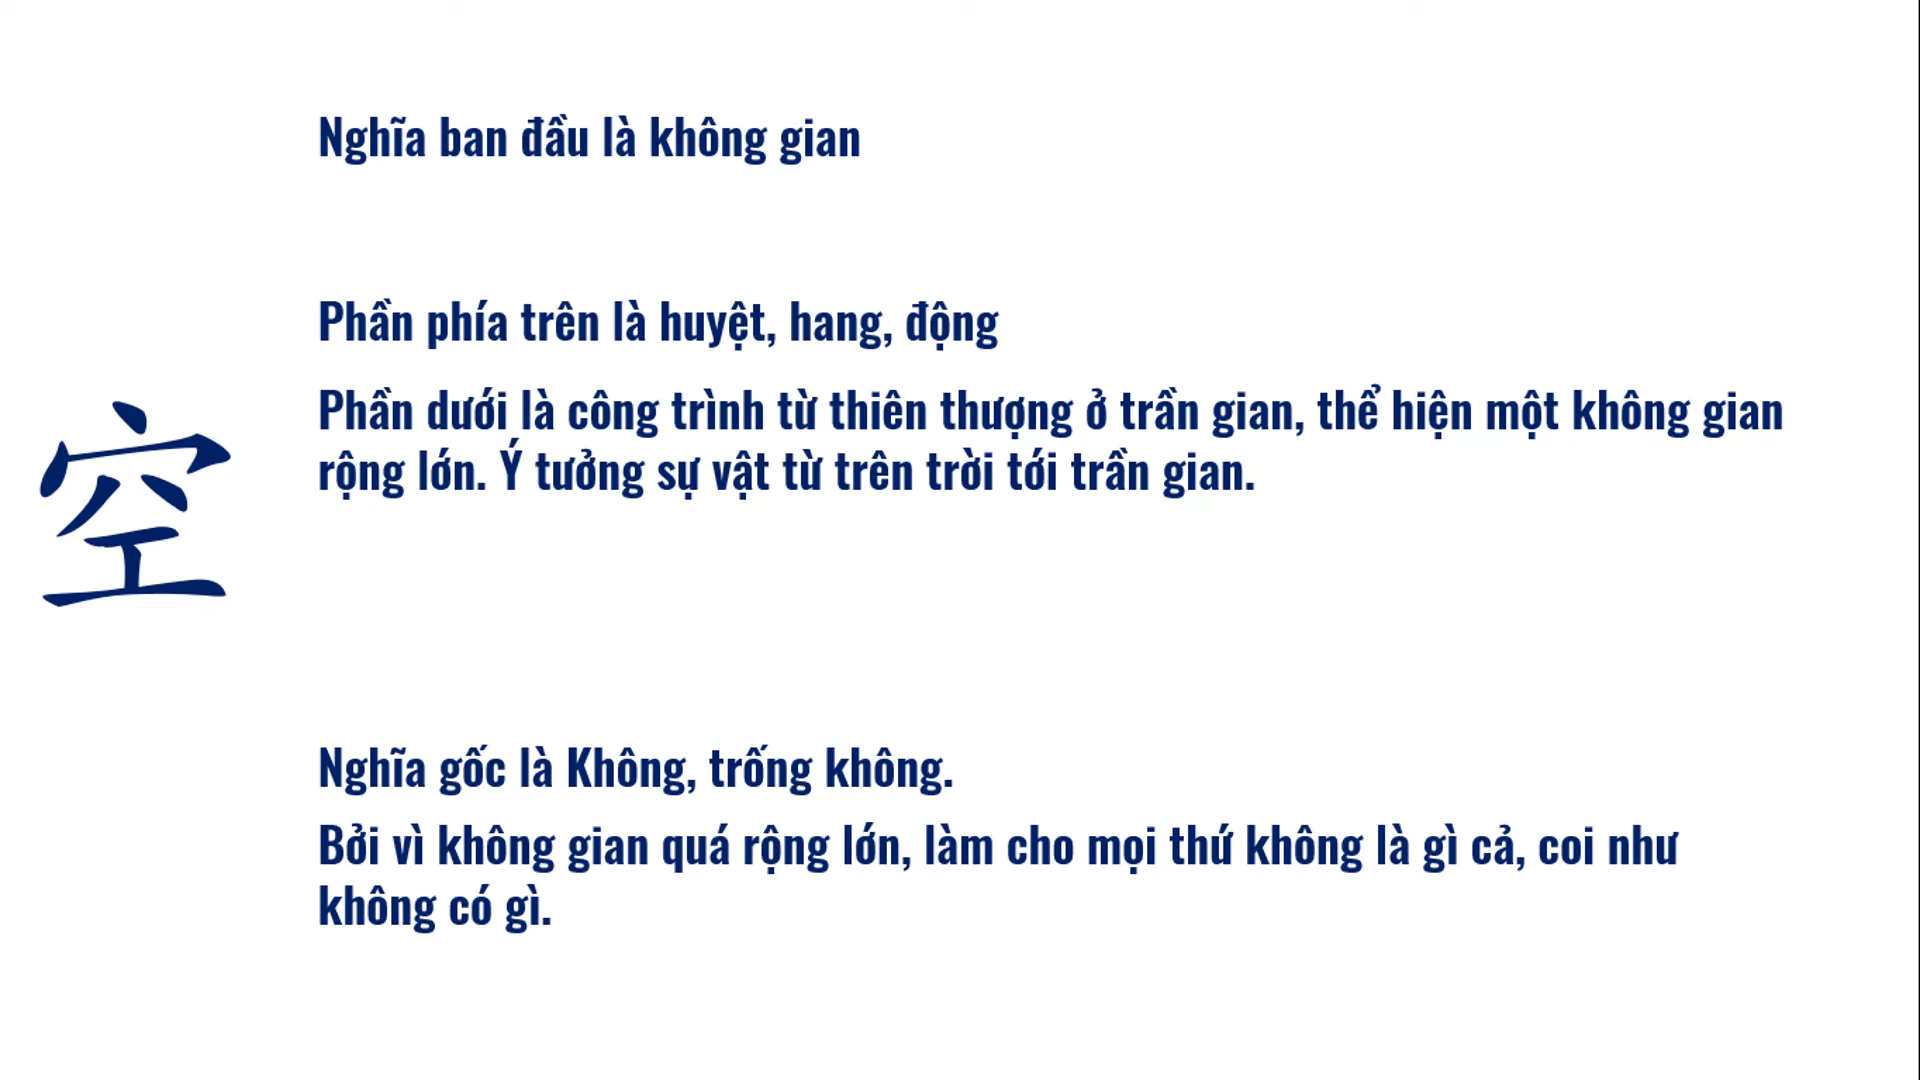 Nghĩa ban đầu là không gian
Phần phía trên là huyệt, hang, động
Phần dưới là công trình từ thiên thượng ở trần gian, thể hiện một không gian
rộng lớn. Ý tưởng sự vật từ trên trời tới trần gian.
空
Nghĩa gốc là Không, trống không.
Bởi vì không gian quá rộng lớn, làm cho mọi thứ không là gì cả, coi như
không có gì.